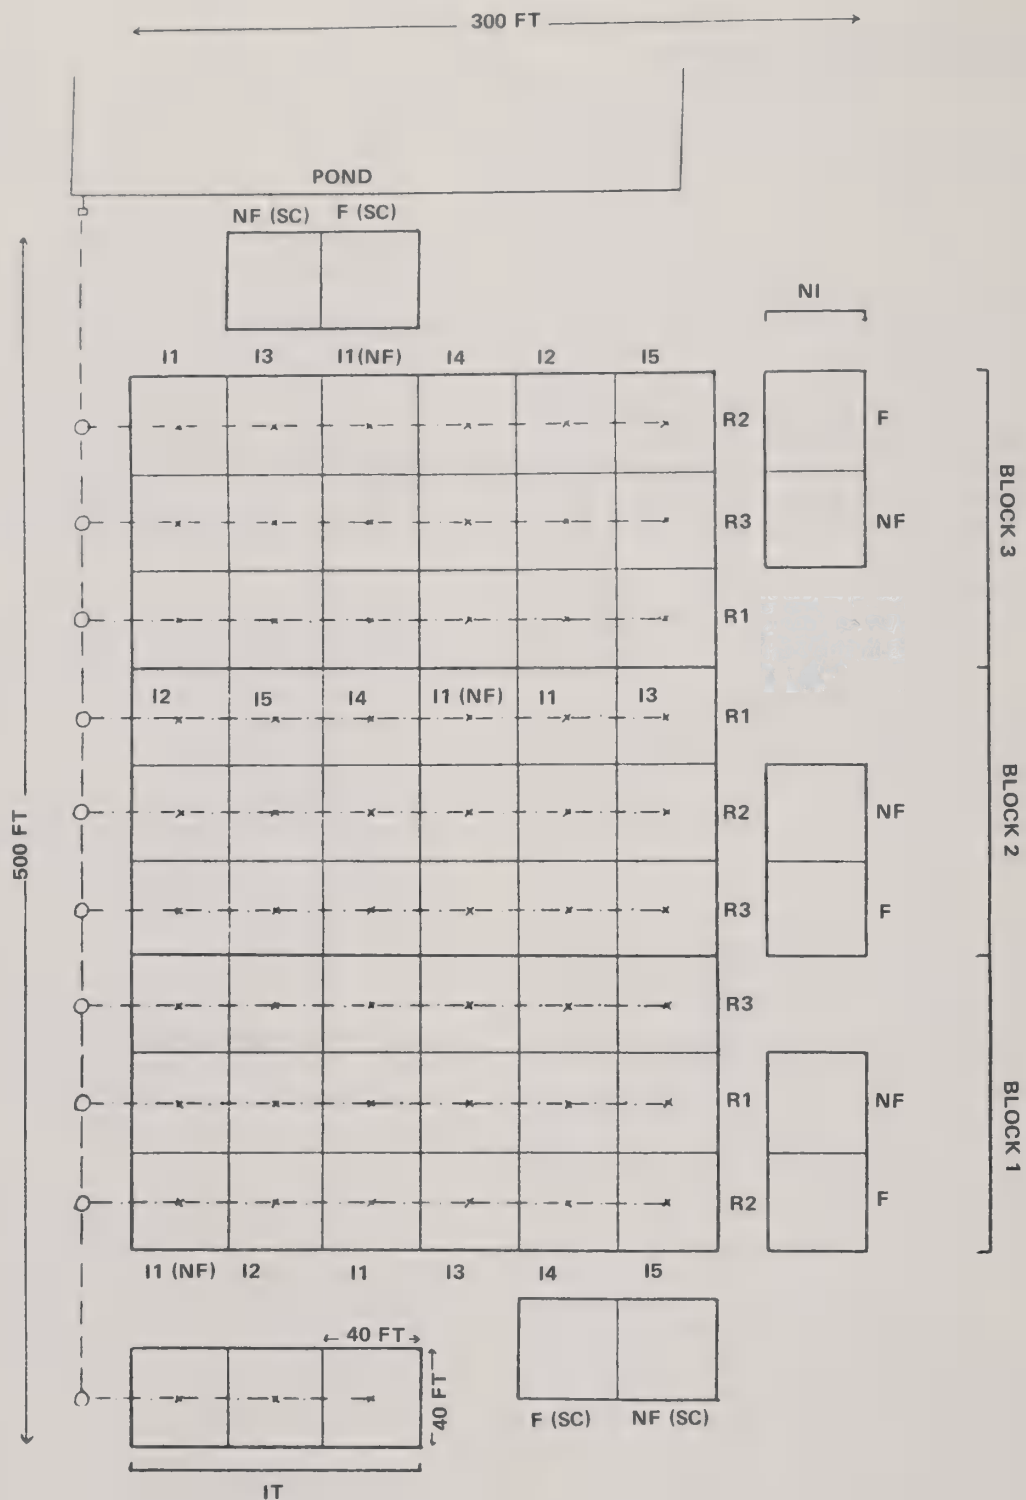 300 FT
POND
NF (SC) F (SC)
NI
I1 I3 I1(NF) I4 I2 I5
R2 F
R3 NF
BLOCK 3
R1
I2 I5 I4 I1 (NF) I1 I3
R1
R2 NF
BLOCK 2
500 FT
R3 F
R3
R1 NF
BLOCK 1
R2 F
I1 (NF) I2 I1 I3 I4 I5
40 FT
40 FT
F (SC) NF (SC)
IT